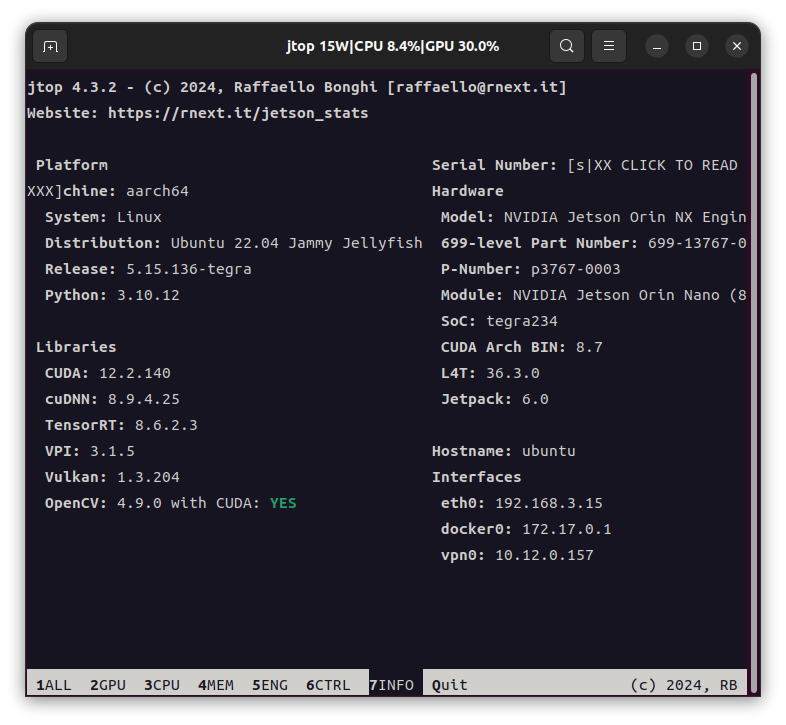 jtop 15W|CPU 8.4%|GPU 30.0%
jtop 4.3.2 - (c) 2024, Raffaello Bonghi [raffaello@rnext.it]
Website: https://rnext.it/jetson_stats
Platform
Serial Number: [s|XX CLICK TO READ
XXX]chine: aarch64
Hardware
System: Linux
Model: NVIDIA Jetson Orin NX Engin
Distribution: Ubuntu 22.04 Jammy Jellyfish
699-level Part Number: 699-13767-0
Release: 5.15.136-tegra
P-Number: p3767-0003
Python: 3.10.12
Module: NVIDIA Jetson Orin Nano (8
SoC: tegra234
Libraries
CUDA Arch BIN: 8.7
CUDA: 12.2.140
L4T: 36.3.0
cuDNN: 8.9.4.25
Jetpack: 6.0
TensorRT: 8.6.2.3
VPI: 3.1.5
Hostname: ubuntu
Vulkan: 1.3.204
Interfaces
OpenCV: 4.9.0 with CUDA: YES
eth0: 192.168.3.15
docker0: 172.17.0.1
vpn0: 10.12.0.157
1ALL 2GPU 3CPU 4MEM 5ENG 6CTRL 7INFO Quit (c) 2024, RB